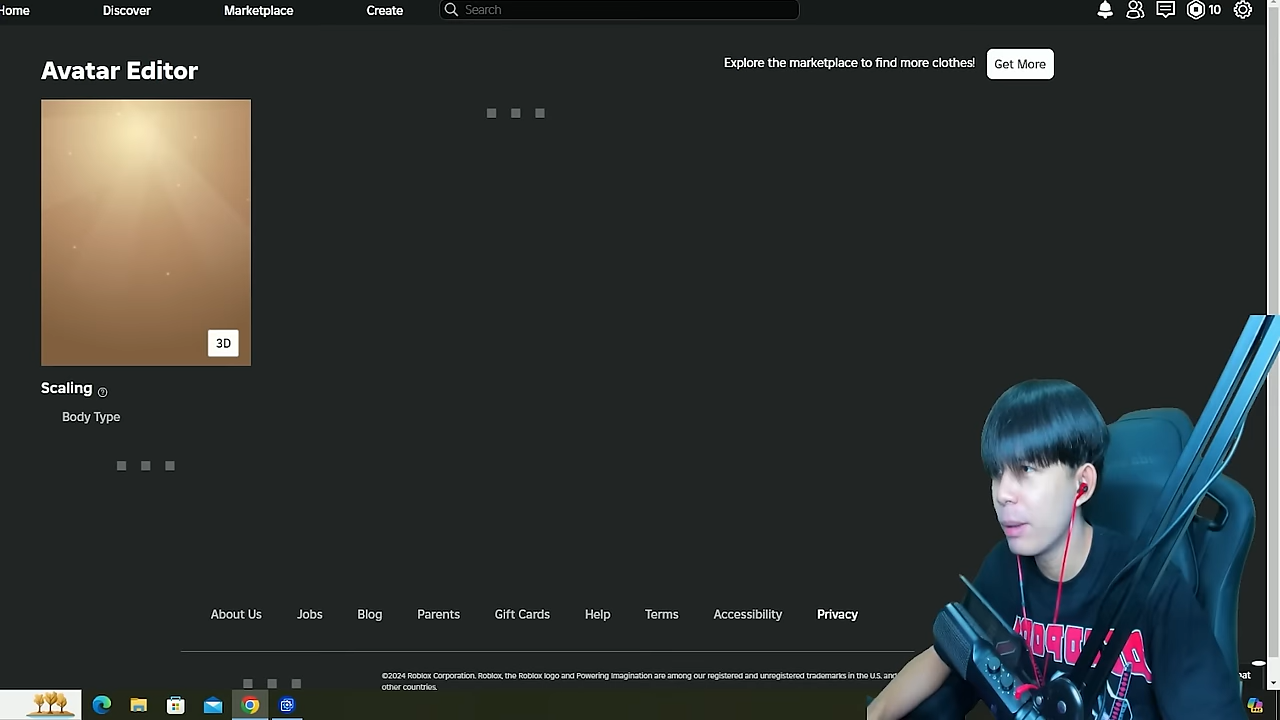 Home
Discover
Marketplace
Create
Search
10
Avatar Editor
Explore the marketplace to find more clothes!
Get More
3D
Scaling
Body Type
About Us
Jobs
Blog
Parents
Gift Cards
Help
Terms
Accessibility
Privacy
©2024 Roblox Corporation. Roblox, the Roblox logo and Powering Imagination are among our registered and unregistered trademarks in the U.S. and
other countries.